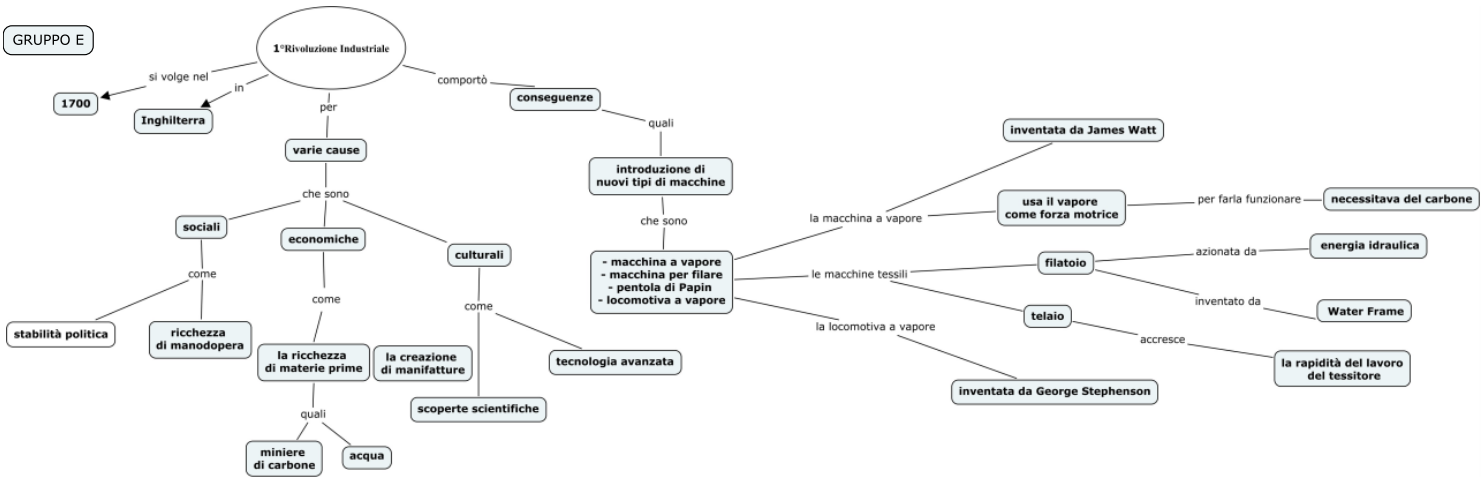 GRUPPO E
1°Rivoluzione Industriale
si volge nel
1700
in
Inghilterra
per
varie cause
che sono
sociali
come
stabilità politica
ricchezza
di manodopera
economiche
come
la ricchezza
di materie prime
quali
miniere
di carbone
acqua
la creazione
di manifatture
culturali
come
scoperte scientifiche
tecnologia avanzata
comportò
conseguenze
quali
introduzione di
nuovi tipi di macchine
che sono
- macchina a vapore
- macchina per filare
- pentola di Papin
- locomotiva a vapore
la macchina a vapore
inventata da James Watt
usa il vapore
come forza motrice
per farla funzionare
necessitava del carbone
le macchine tessili
filatoio
azionata da
energia idraulica
inventato da
Water Frame
telaio
accresce
la rapidità del lavoro
del tessitore
la locomotiva a vapore
inventata da George Stephenson